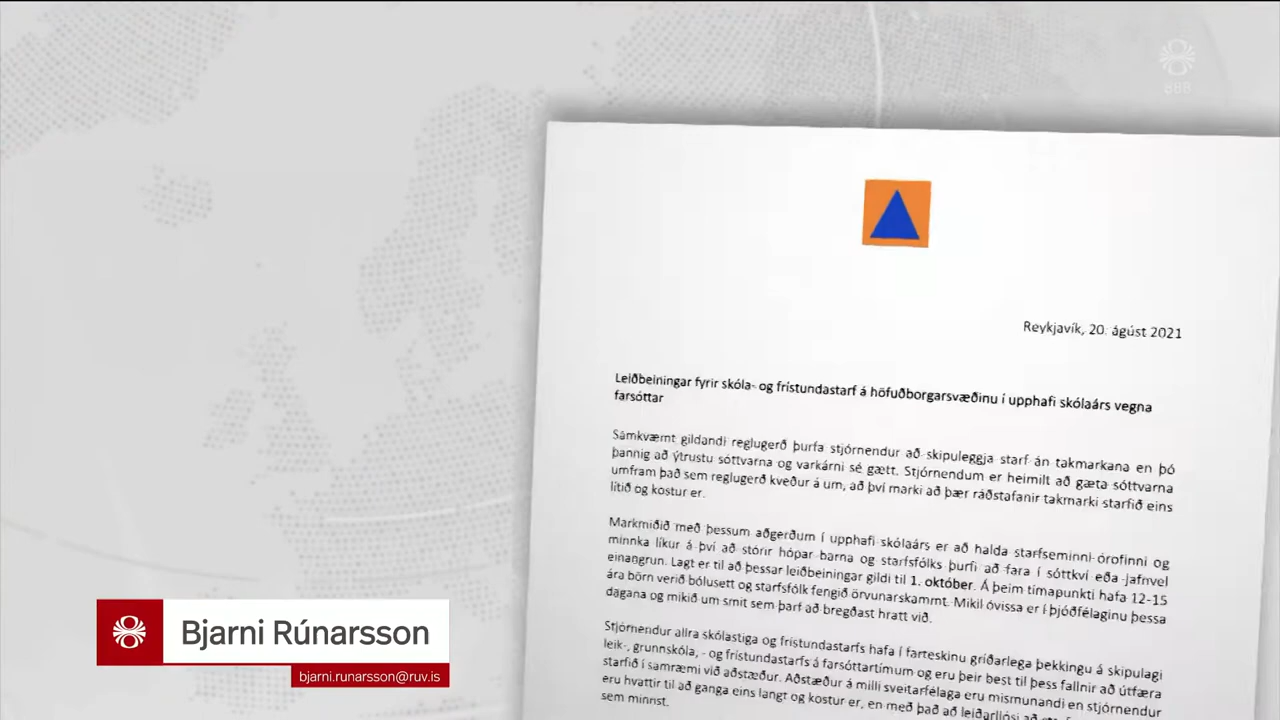 888
Reykjavík, 20. ágúst 2021
Leiðbeiningar fyrir skóla- og frístundastarf á höfuðborgarsvæðinu í upphafi skólaárs vegna
farsóttar
Samkvæmt gildandi reglugerð þurfa stjórnendur að skipuleggja starf án takmarkana en þó
þannig að ýtrustu sóttvarna og varkárni sé gætt. Stjórnendum er heimilt að gæta sóttvarna
umfram það sem reglugerð kveður á um, að því marki að þær ráðstafanir takmarki starfið eins
lítið og kostur er.
Markmiðið með þessum aðgerðum í upphafi skólaárs er að halda starfseminni órofinni og
minnka líkur á því að stórir hópar barna og starfsfólks þurfi að fara í sóttkví eða jafnvel
einangrun. Lagt er til að þessar leiðbeiningar gildi til 1. október. Á þeim tímapunkti hafa 12-15
ára börn verið bólusett og starfsfólk fengið örvunarskammt. Mikil óvissa er í þjóðfélaginu þessa
dagana og mikið um smit sem þarf að bregðast hratt við.
Stjórnendur allra skólastiga og frístundastarfs hafa í farteskinu gríðarlega þekkingu á skipulagi
leik-, grunnskóla, - og frístundastarfs á farsóttartímum og eru þeir best til þess fallnir að útfæra
starfið í samræmi við aðstæður. Aðstæður á milli sveitarfélaga eru mismunandi en stjórnendur
eru hvattir til að ganga eins langt og kostur er, en með það að leiðarljósi að
sem minnst.
Bjarni Rúnarsson
bjarni.runarsson@ruv.is